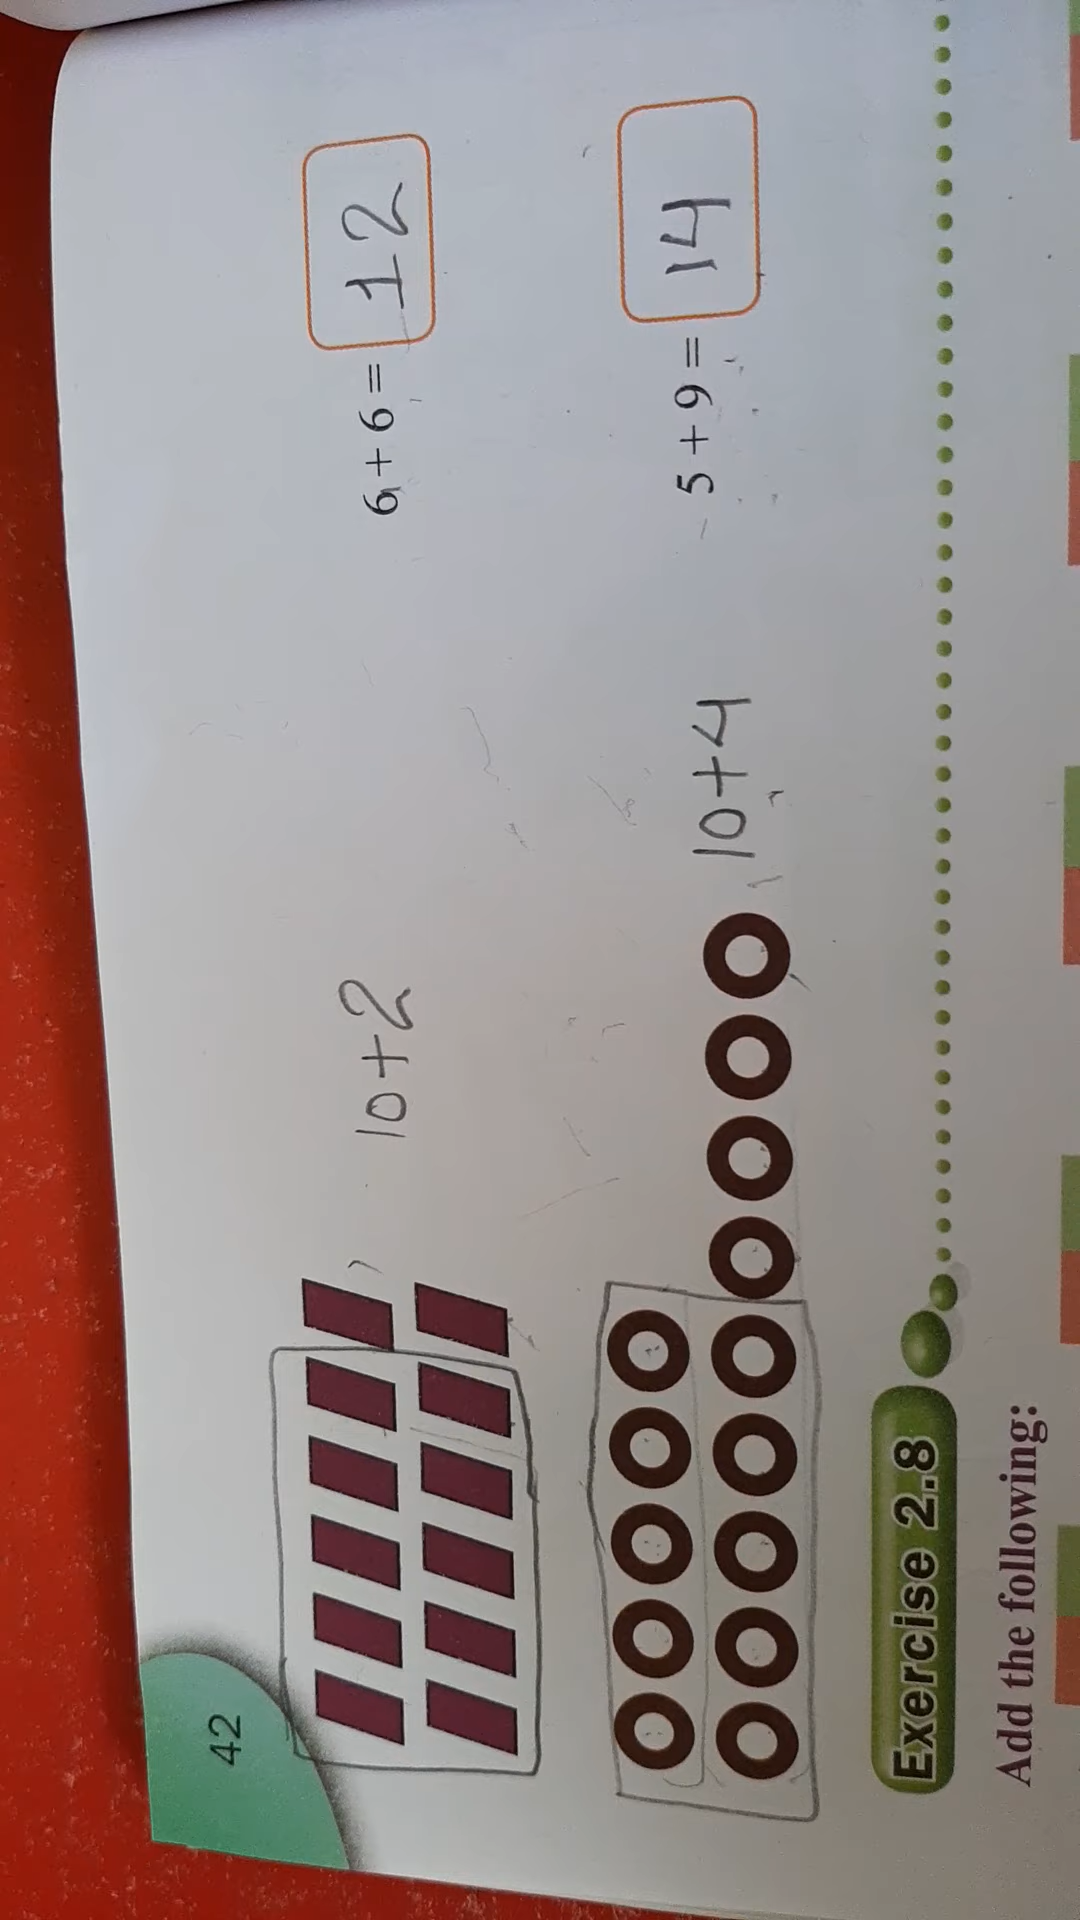 42
10+2 6+6= 12
10+4 5+9= 14
Exercise 2.8
Add the following: